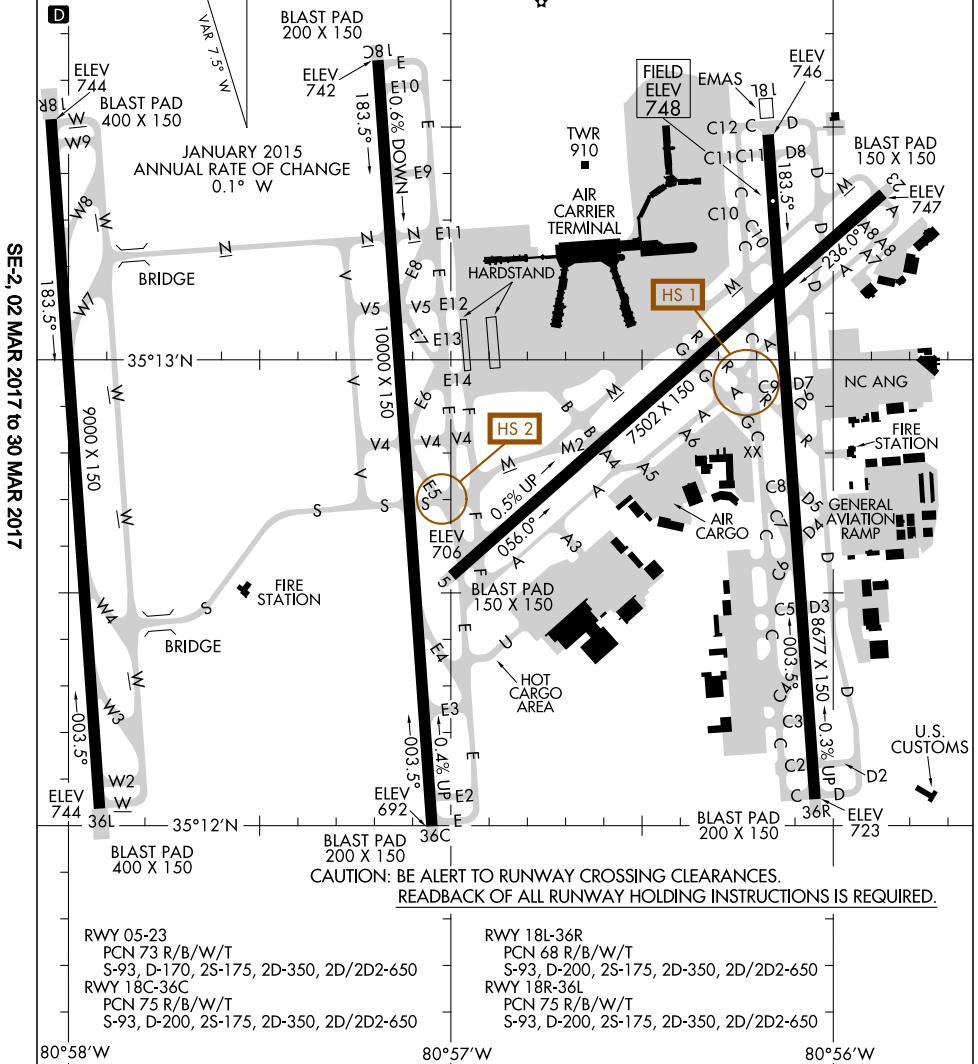 D
VAR 7.5° W
BLAST PAD
200 X 150
18C
E
ELEV
742
E10
ELEV
744
18R
BLAST PAD
400 X 150
W
W9
183.5°
0.6% DOWN
E
E9
JANUARY 2015
ANNUAL RATE OF CHANGE
0.1° W
FIELD
ELEV
748
EMAS
18L
ELEV
746
TWR
910
C12
C
D
C11
C11
D8
BLAST PAD
150 X 150
23
ELEV
747
D
M
A
183.5°
C
C10
C10
C
D
A8
A8
A7
A
236.0°
D
AIR
CARRIER
TERMINAL
W8
W
N
N
N
E11
BRIDGE
HARDSTAND
E8
E
V
V5
V5
E12
E7
E13
M
HS 1
183.5°
W7
35°13'N
10000 X 150
E14
R
G
R
G
C
A
A
R
C9
D7
D6
NC ANG
W
V
E6
E
F
B
B
M
7502 X 150
A
A6
G
C
XX
R
FIRE
STATION
9000 X 150
V4
V4
V4
HS 2
M
M2
A4
A5
V
W
S
S
S
E5
F
0.5% UP
056.0°
A
A3
AIR
CARGO
C8
C7
C
D5
D4
GENERAL
AVIATION
RAMP
D
ELEV
706
5
F
A
BLAST PAD
150 X 150
C6
C5
D3
FIRE
STATION
S
W4
BRIDGE
W
E
E4
E
U
HOT
CARGO
AREA
C
003.5°
8677 X 150
D
C4
C3
C
0.3% UP
U.S.
CUSTOMS
003.5°
W3
E3
E
003.5°
0.4% UP
C2
D2
W2
W
ELEV
744
36L
ELEV
692
E2
E
36C
C
D
36R
ELEV
723
35°12'N
BLAST PAD
400 X 150
BLAST PAD
200 X 150
BLAST PAD
200 X 150
CAUTION: BE ALERT TO RUNWAY CROSSING CLEARANCES.
READBACK OF ALL RUNWAY HOLDING INSTRUCTIONS IS REQUIRED.
RWY 05-23
PCN 73 R/B/W/T
S-93, D-170, 2S-175, 2D-350, 2D/2D2-650
RWY 18C-36C
PCN 75 R/B/W/T
S-93, D-200, 2S-175, 2D-350, 2D/2D2-650
RWY 18L-36R
PCN 68 R/B/W/T
S-93, D-200, 2S-175, 2D-350, 2D/2D2-650
RWY 18R-36L
PCN 75 R/B/W/T
S-93, D-200, 2S-175, 2D-350, 2D/2D2-650
80°58'W
80°57'W
80°56'W
SE-2, 02 MAR 2017 to 30 MAR 2017